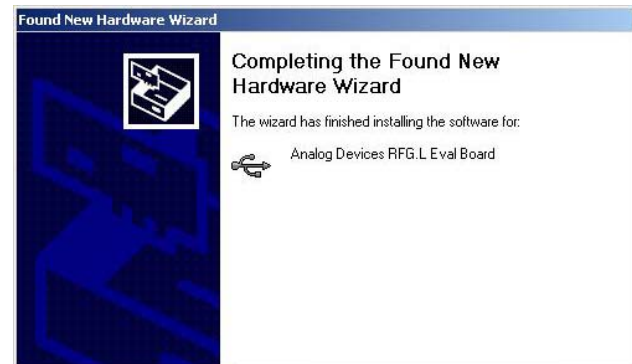 Found New Hardware Wizard
Completing the Found New
Hardware Wizard
The wizard has finished installing the software for:
Analog Devices RFG.L Eval Board